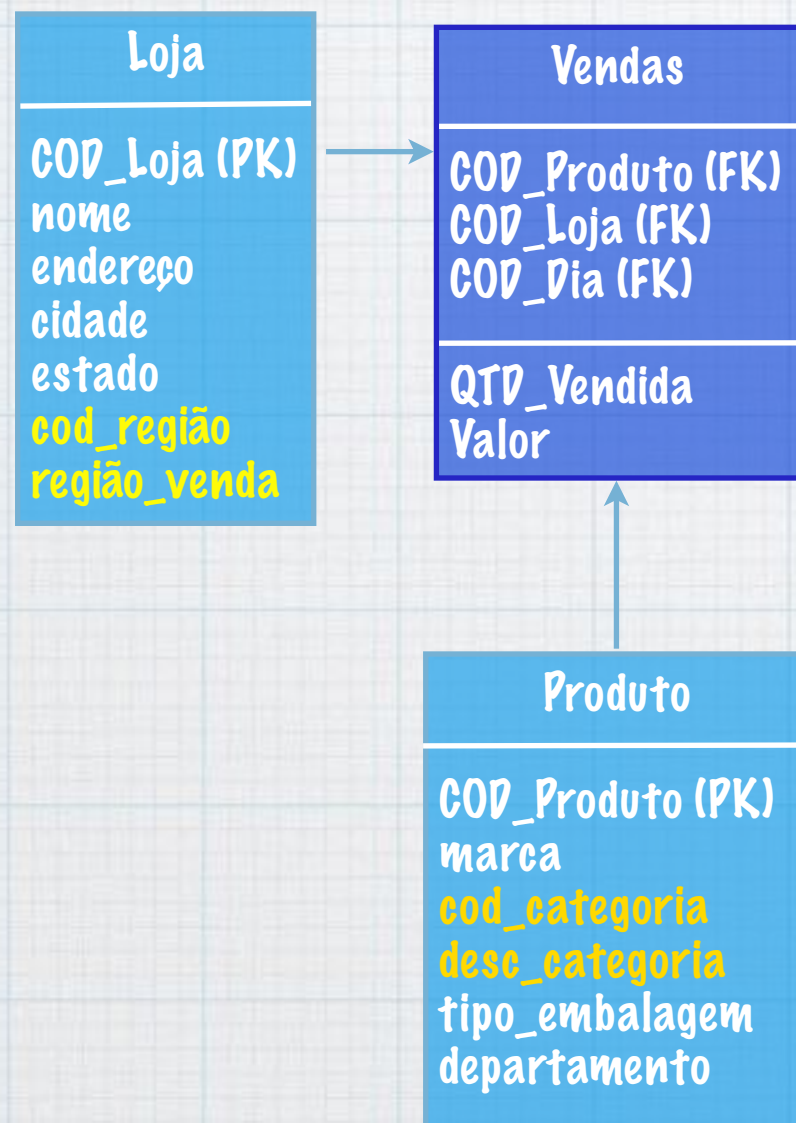 Loja
COD_Loja (PK)
nome
endereço
cidade
estado
cod_região
região_venda
Vendas
COD_Produto (FK)
COD_Loja (FK)
COD_Dia (FK)
QTD_Vendida
Valor
Produto
COD_Produto (PK)
marca
cod_categoria
desc_categoria
tipo_embalagem
departamento